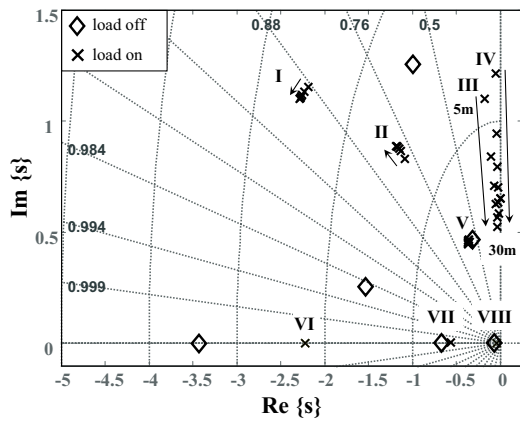 1.5
1
0.5
0
Im {s}
◇ load off
× load on
0.88
0.76
0.5
0.984
0.994
0.999
I
II
III
IV
5m
V
30m
VI
VII
VIII
-5 -4.5 -4 -3.5 -3 -2.5 -2 -1.5 -1 -0.5 0
Re {s}